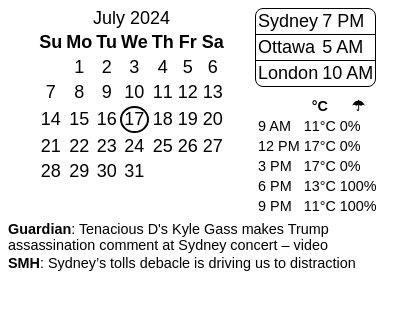 July 2024
Su Mo Tu We Th Fr Sa
1 2 3 4 5 6
7 8 9 10 11 12 13
14 15 16 17 18 19 20
21 22 23 24 25 26 27
28 29 30 31
Sydney 7 PM
Ottawa 5 AM
London 10 AM
°C ☂
9 AM 11°C 0%
12 PM 17°C 0%
3 PM 17°C 0%
6 PM 13°C 100%
9 PM 11°C 100%
Guardian: Tenacious D's Kyle Gass makes Trump
assassination comment at Sydney concert – video
SMH: Sydney’s tolls debacle is driving us to distraction